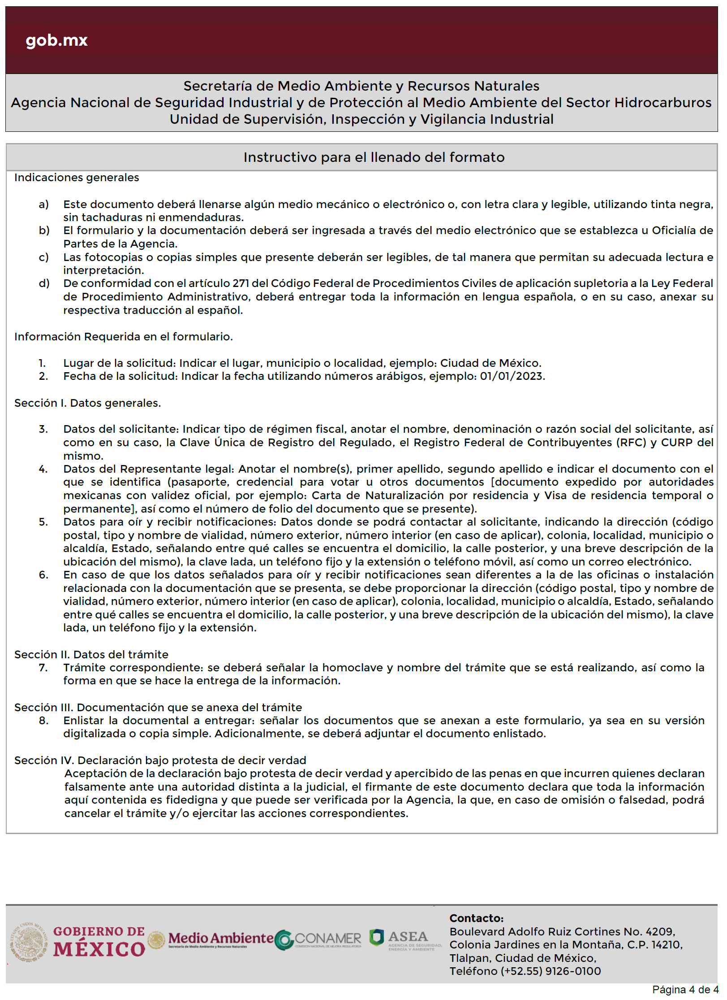 gob.mx
Secretaría de Medio Ambiente y Recursos Naturales
Agencia Nacional de Seguridad Industrial y de Protección al Medio Ambiente del Sector Hidrocarburos
Unidad de Supervisión, Inspección y Vigilancia Industrial
Instructivo para el llenado del formato
Indicaciones generales
a) Este documento deberá llenarse algún medio mecánico o electrónico o, con letra clara y legible, utilizando tinta negra,
sin tachaduras ni enmendaduras.
b) El formulario y la documentación deberá ser ingresada a través del medio electrónico que se establezca u Oficialía de
Partes de la Agencia.
c) Las fotocopias o copias simples que presente deberán ser legibles, de tal manera que permitan su adecuada lectura e
interpretación.
d) De conformidad con el artículo 271 del Código Federal de Procedimientos Civiles de aplicación supletoria a la Ley Federal
de Procedimiento Administrativo, deberá entregar toda la información en lengua española, o en su caso, anexar su
respectiva traducción al español.
Información Requerida en el formulario.
1. Lugar de la solicitud: Indicar el lugar, municipio o localidad, ejemplo: Ciudad de México.
2. Fecha de la solicitud: Indicar la fecha utilizando números arábigos, ejemplo: 01/01/2023.
Sección I. Datos generales.
3. Datos del solicitante: Indicar tipo de régimen fiscal, anotar el nombre, denominación o razón social del solicitante, así
como en su caso, la Clave Única de Registro del Regulado, el Registro Federal de Contribuyentes (RFC) y CURP del
mismo.
4. Datos del Representante legal: Anotar el nombre(s), primer apellido, segundo apellido e indicar el documento con el
que se identifica (pasaporte, credencial para votar u otros documentos [documento expedido por autoridades
mexicanas con validez oficial, por ejemplo: Carta de Naturalización por residencia y Visa de residencia temporal o
permanente], así como el número de folio del documento que se presente).
5. Datos para oír y recibir notificaciones: Datos donde se podrá contactar al solicitante, indicando la dirección (código
postal, tipo y nombre de vialidad, número exterior, número interior (en caso de aplicar), colonia, localidad, municipio o
alcaldía, Estado, señalando entre qué calles se encuentra el domicilio, la calle posterior, y una breve descripción de la
ubicación del mismo), la clave lada, un teléfono fijo y la extensión o teléfono móvil, así como un correo electrónico.
6. En caso de que los datos señalados para oír y recibir notificaciones sean diferentes a la de las oficinas o instalación
relacionada con la documentación que se presenta, se debe proporcionar la dirección (código postal, tipo y nombre de
vialidad, número exterior, número interior (en caso de aplicar), colonia, localidad, municipio o alcaldía, Estado, señalando
entre qué calles se encuentra el domicilio, la calle posterior, y una breve descripción de la ubicación del mismo), la clave
lada, un teléfono fijo y la extensión.
Sección II. Datos del trámite
7. Trámite correspondiente: se deberá señalar la homoclave y nombre del trámite que se está realizando, así como la
forma en que se hace la entrega de la información.
Sección III. Documentación que se anexa del trámite
8. Enlistar la documental a entregar: señalar los documentos que se anexan a este formulario, ya sea en su versión
digitalizada o copia simple. Adicionalmente, se deberá adjuntar el documento enlistado.
Sección IV. Declaración bajo protesta de decir verdad
Aceptación de la declaración bajo protesta de decir verdad y apercibido de las penas en que incurren quienes declaran
falsamente ante una autoridad distinta a la judicial, el firmante de este documento declara que toda la información
aquí contenida es fidedigna y que puede ser verificada por la Agencia, la que, en caso de omisión o falsedad, podrá
cancelar el trámite y/o ejercitar las acciones correspondientes.
ESTADOS UNIDOS MEXICANOS
GOBIERNO DE
MÉXICO
Medio Ambiente
Secretaría de Medio Ambiente y Recursos Naturales
CONAMER
COMISIÓN NACIONAL DE MEJORA REGULATORIA
ASEA
AGENCIA DE SEGURIDAD,
ENERGÍA Y AMBIENTE
Contacto:
Boulevard Adolfo Ruiz Cortines No. 4209,
Colonia Jardines en la Montaña, C.P. 14210,
Tlalpan, Ciudad de México,
Teléfono (+52.55) 9126-0100
Página 4 de 4